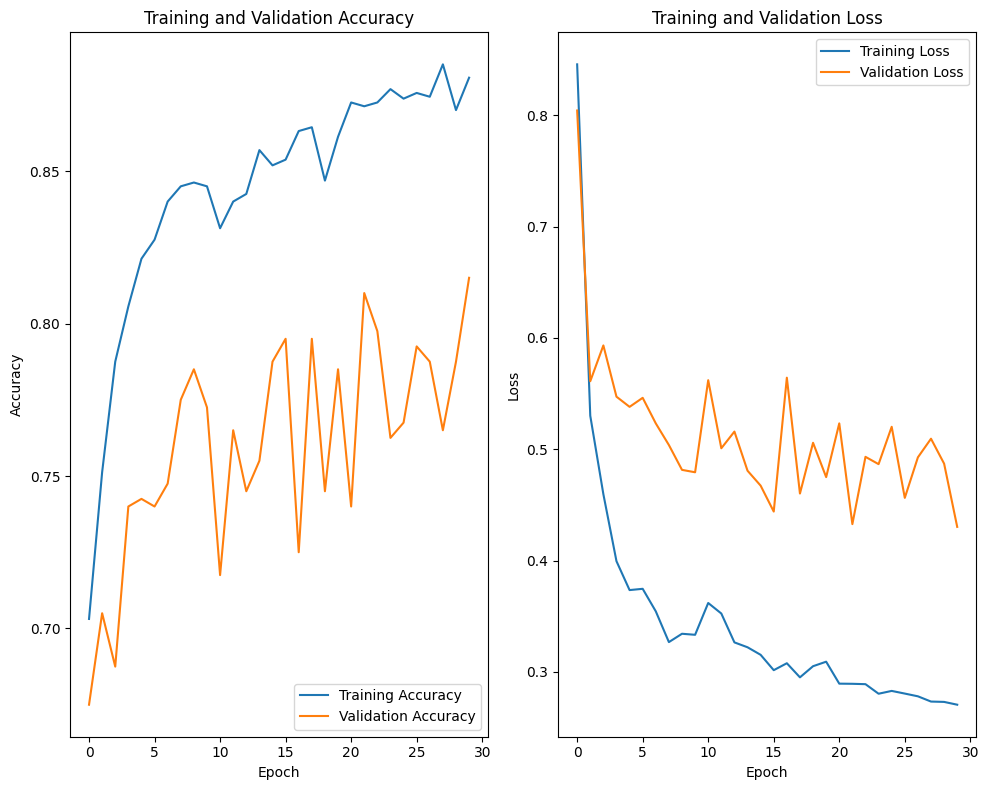 Training and Validation Accuracy
0.85
0.80
0.75
0.70
Accuracy
Training Accuracy
Validation Accuracy
0 5 10 15 20 25 30
Epoch
Training and Validation Loss
Training Loss
Validation Loss
0.8
0.7
0.6
0.5
0.4
0.3
Loss
0 5 10 15 20 25 30
Epoch